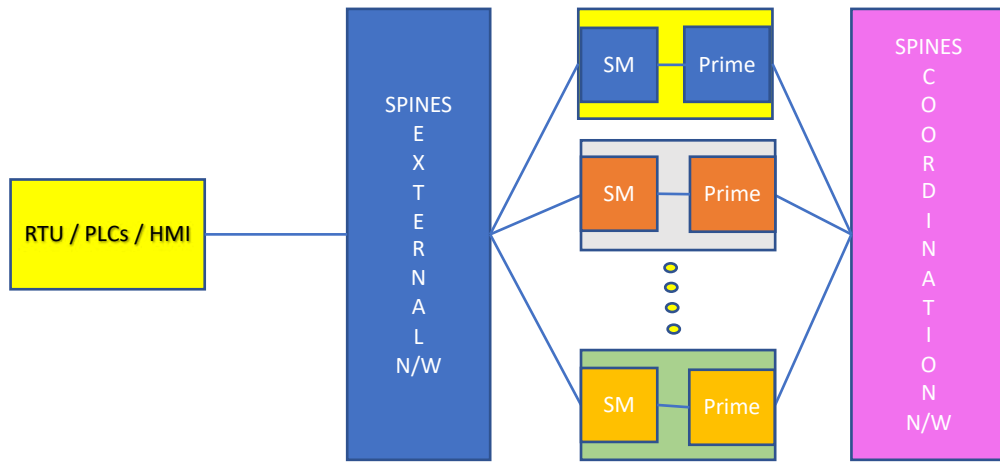 RTU / PLCs / HMI
SPINES
E
X
T
E
R
N
A
L
N/W
SM
Prime
SM
Prime
SM
Prime
SPINES
C
O
O
R
D
I
N
A
T
I
O
N
N/W